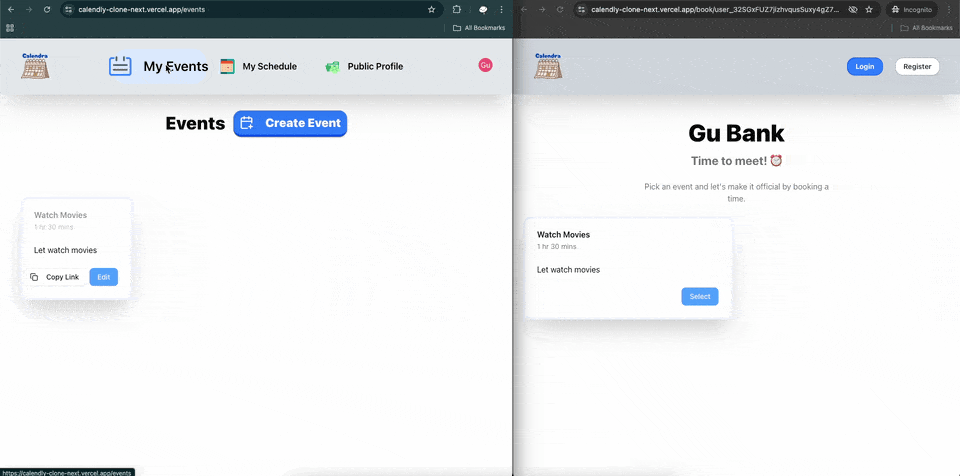 calendly-clone-next.vercel.app/events
All Bookmarks
Calendra
My Events
My Schedule
Public Profile
Gu
Events
Create Event
Watch Movies
1 hr 30 mins
Let watch movies
Copy Link
Edit
https://calendly-clone-next.vercel.app/events
calendly-clone-next.vercel.app/book/user_32SGxFUZ7jizhvqusSuxy4gZ7...
Incognito
All Bookmarks
Calendra
Login
Register
Gu Bank
Time to meet! ⏰
Pick an event and let's make it official by booking a
time.
Watch Movies
1 hr 30 mins
Let watch movies
Select